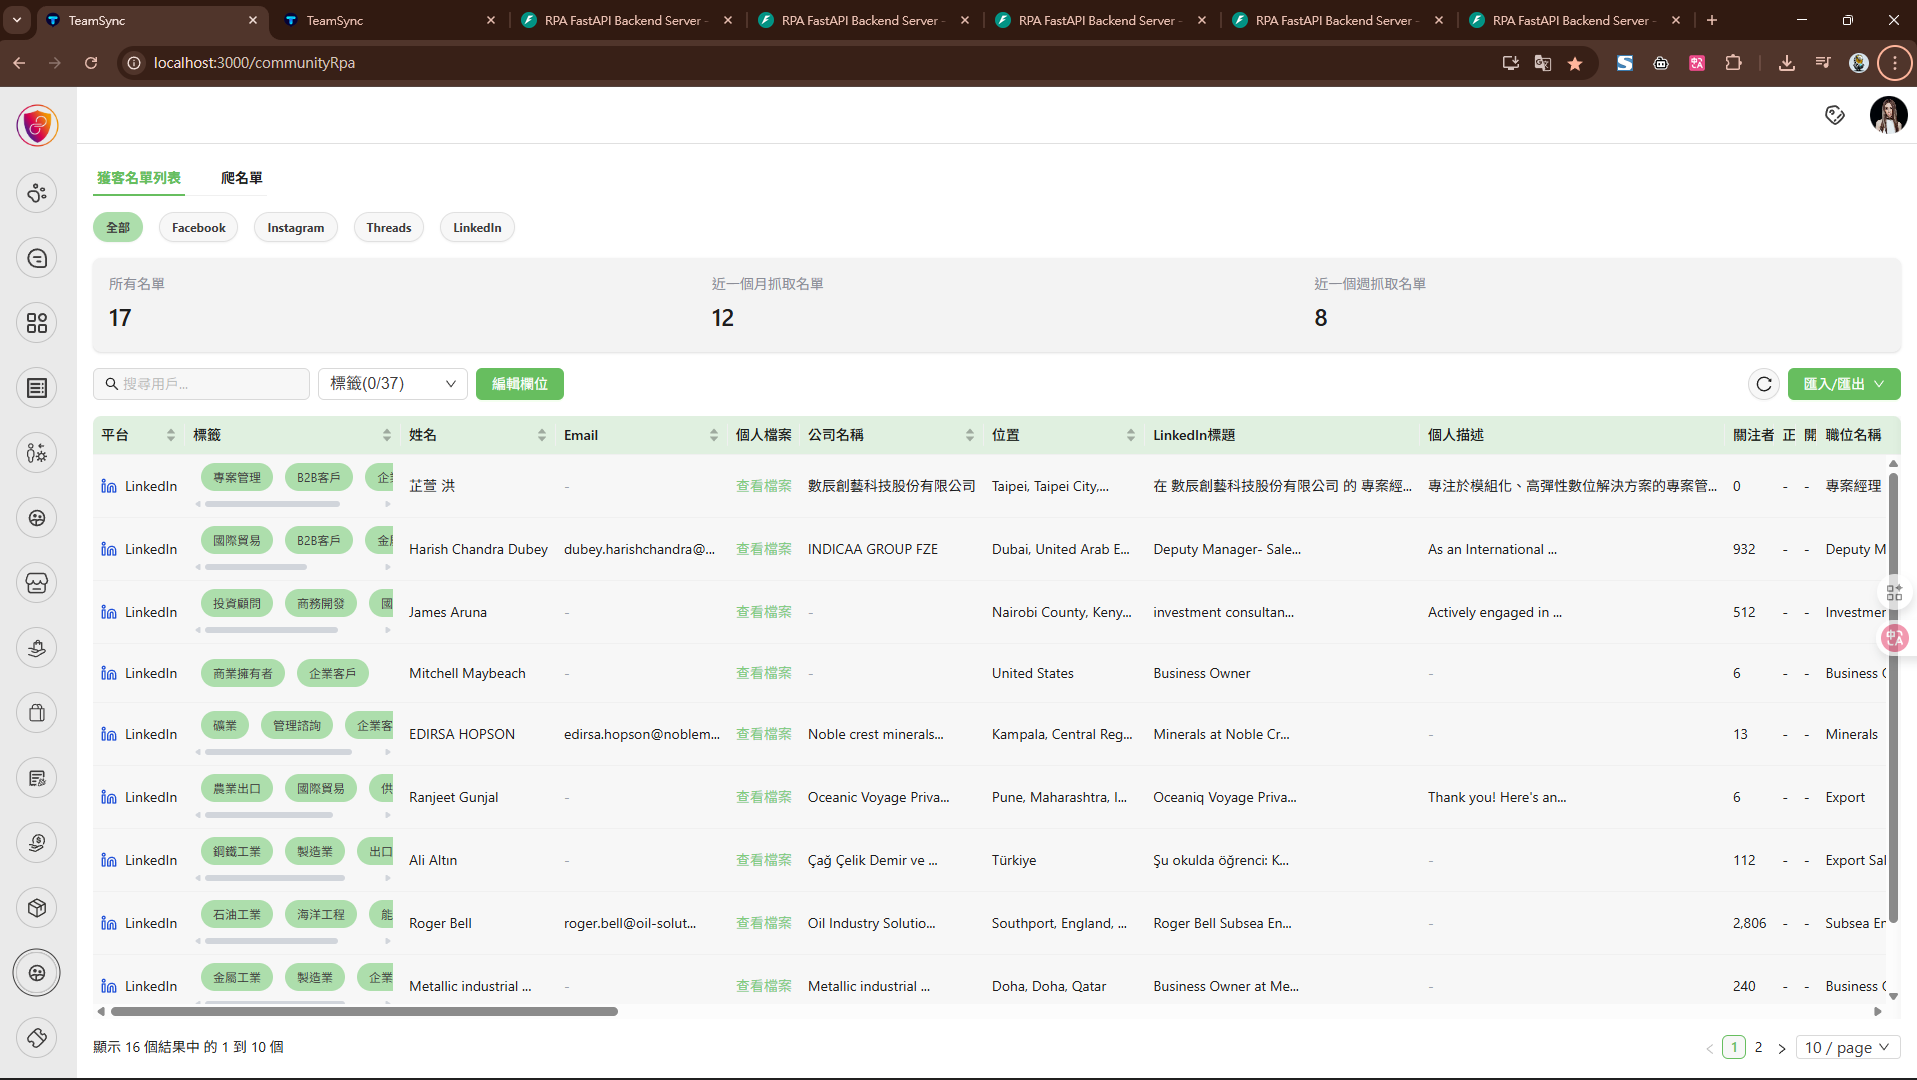 TeamSync
TeamSync
RPA FastAPI Backend Server -
RPA FastAPI Backend Server -
RPA FastAPI Backend Server -
RPA FastAPI Backend Server -
RPA FastAPI Backend Server -
localhost:3000/communityRpa
獲客名單列表 爬名單
全部 Facebook Instagram Threads LinkedIn
所有名單 近一個月抓取名單 近一個週抓取名單
17 12 8
搜尋用戶... 標籤(0/37) 編輯欄位 匯入/匯出
平台 標籤 姓名 Email 個人檔案 公司名稱 位置 LinkedIn標題 個人描述 關注者 正 開 職位名稱
LinkedIn 專案管理 B2B客戶 企 芷萱 洪 - 查看檔案 數辰創藝科技股份有限公司 Taipei, Taipei City,... 在 數辰創藝科技股份有限公司 的 專案經... 專注於模組化、高彈性數位解決方案的專案管... 0 - - 專案經理
LinkedIn 國際貿易 B2B客戶 金 Harish Chandra Dubey dubey.harishchandra@... 查看檔案 INDICAA GROUP FZE Dubai, United Arab E... Deputy Manager- Sale... As an International ... 932 - - Deputy M
LinkedIn 投資顧問 商務開發 國 James Aruna - 查看檔案 - Nairobi County, Keny... investment consultan... Actively engaged in ... 512 - - Investmer
LinkedIn 商業擁有者 企業客戶 Mitchell Maybeach - 查看檔案 - United States Business Owner - 6 - - Business
LinkedIn 礦業 管理諮詢 企業客 EDIRSA HOPSON edirsa.hopson@noblem... 查看檔案 Noble crest minerals... Kampala, Central Reg... Minerals at Noble Cr... - 13 - - Minerals
LinkedIn 農業出口 國際貿易 供 Ranjeet Gunjal - 查看檔案 Oceanic Voyage Priva... Pune, Maharashtra, I... Oceaniq Voyage Priva... Thank you! Here's an... 6 - - Export
LinkedIn 鋼鐵工業 製造業 出口 Ali Altın - 查看檔案 Çağ Çelik Demir ve ... Türkiye Şu okulda öğrenci: K... - 112 - - Export Sal
LinkedIn 石油工業 海洋工程 能 Roger Bell roger.bell@oil-solut... 查看檔案 Oil Industry Solutio... Southport, England, ... Roger Bell Subsea En... - 2,806 - - Subsea Er
LinkedIn 金屬工業 製造業 企業 Metallic industrial ... - 查看檔案 Metallic industrial ... Doha, Doha, Qatar Business Owner at Me... - 240 - - Business
顯示 16 個結果中 的 1 到 10 個 1 2 10 / page